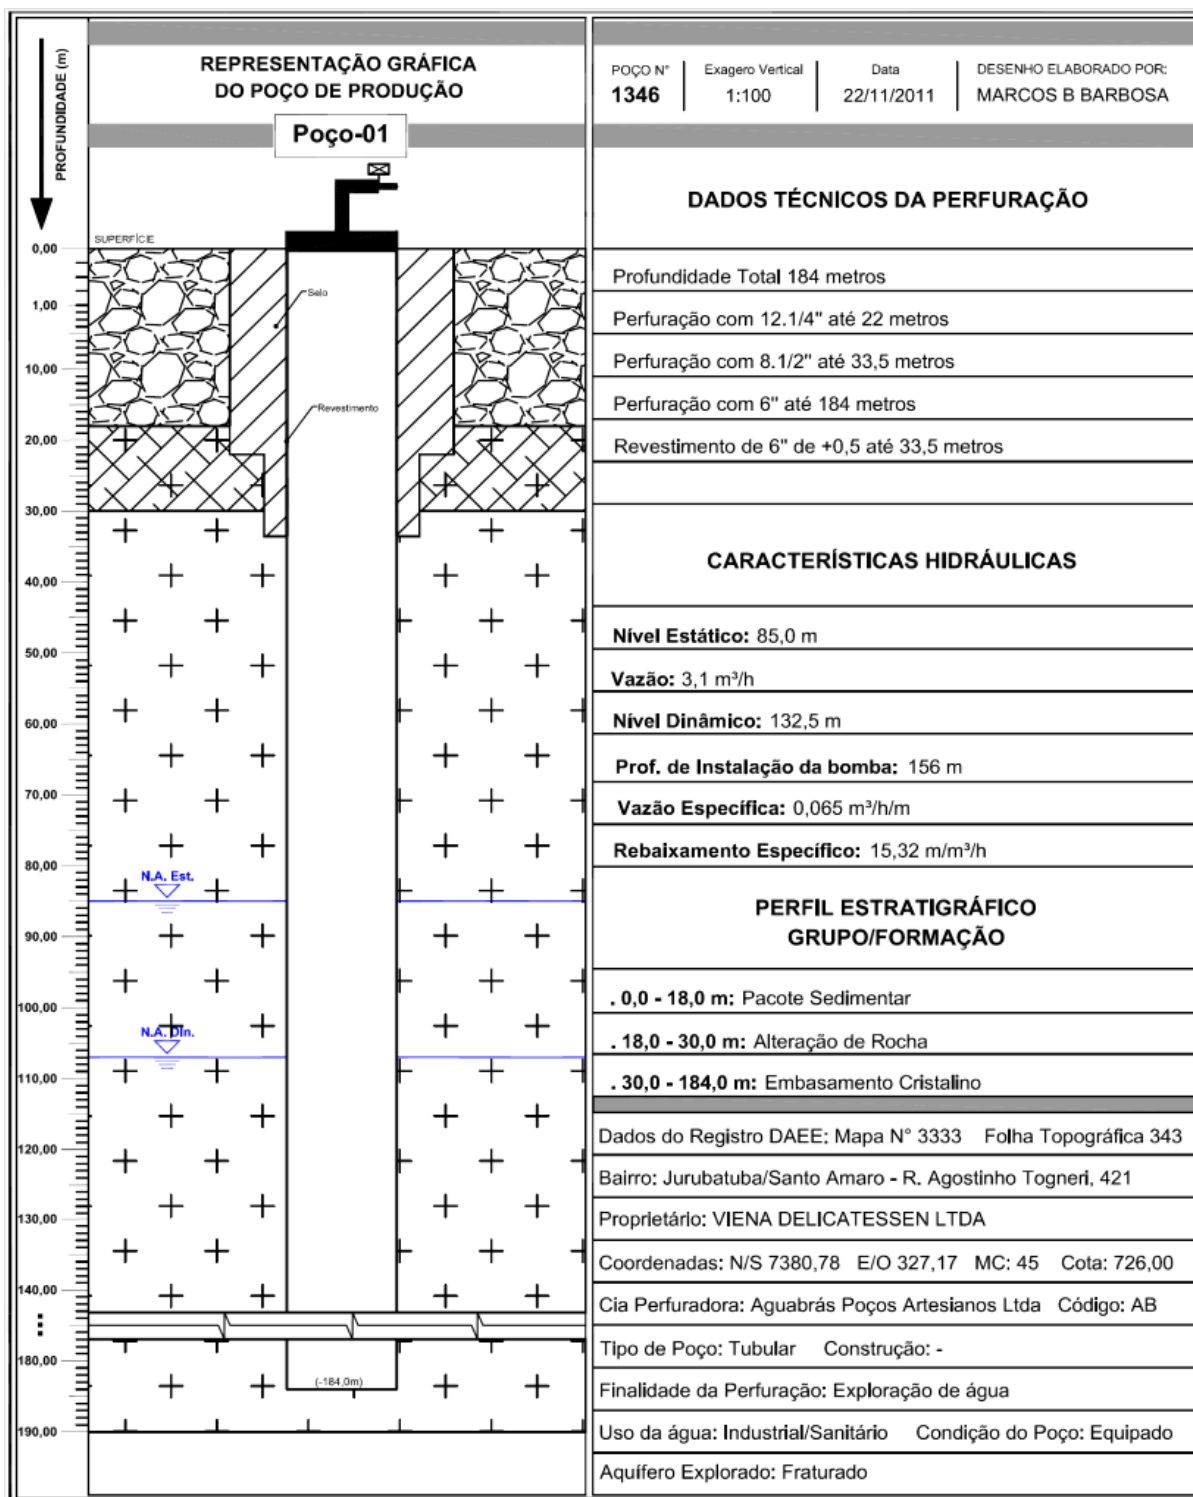 PROFUNDIDADE (m)
REPRESENTAÇÃO GRÁFICA
DO POÇO DE PRODUÇÃO
Poço-01
SUPERFÍCIE
0,00
1,00
10,00
20,00
30,00
40,00
50,00
60,00
70,00
80,00
90,00
100,00
110,00
120,00
130,00
140,00
180,00
190,00
Selo
Revestimento
N.A. Est.
N.A. Din.
(-184,0m)
POÇO N° Exagero Vertical Data DESENHO ELABORADO POR:
1346 1:100 22/11/2011 MARCOS B BARBOSA
DADOS TÉCNICOS DA PERFURAÇÃO
Profundidade Total 184 metros
Perfuração com 12.1/4" até 22 metros
Perfuração com 8.1/2" até 33,5 metros
Perfuração com 6" até 184 metros
Revestimento de 6" de +0,5 até 33,5 metros
CARACTERÍSTICAS HIDRÁULICAS
Nível Estático: 85,0 m
Vazão: 3,1 m³/h
Nível Dinâmico: 132,5 m
Prof. de Instalação da bomba: 156 m
Vazão Específica: 0,065 m³/h/m
Rebaixamento Específico: 15,32 m/m³/h
PERFIL ESTRATIGRÁFICO
GRUPO/FORMAÇÃO
. 0,0 - 18,0 m: Pacote Sedimentar
. 18,0 - 30,0 m: Alteração de Rocha
. 30,0 - 184,0 m: Embasamento Cristalino
Dados do Registro DAEE: Mapa N° 3333 Folha Topográfica 343
Bairro: Jurubatuba/Santo Amaro - R. Agostinho Togneri, 421
Proprietário: VIENA DELICATESSEN LTDA
Coordenadas: N/S 7380,78 E/O 327,17 MC: 45 Cota: 726,00
Cia Perfuradora: Aguabrás Poços Artesianos Ltda Código: AB
Tipo de Poço: Tubular Construção: -
Finalidade da Perfuração: Exploração de água
Uso da água: Industrial/Sanitário Condição do Poço: Equipado
Aquífero Explorado: Fraturado